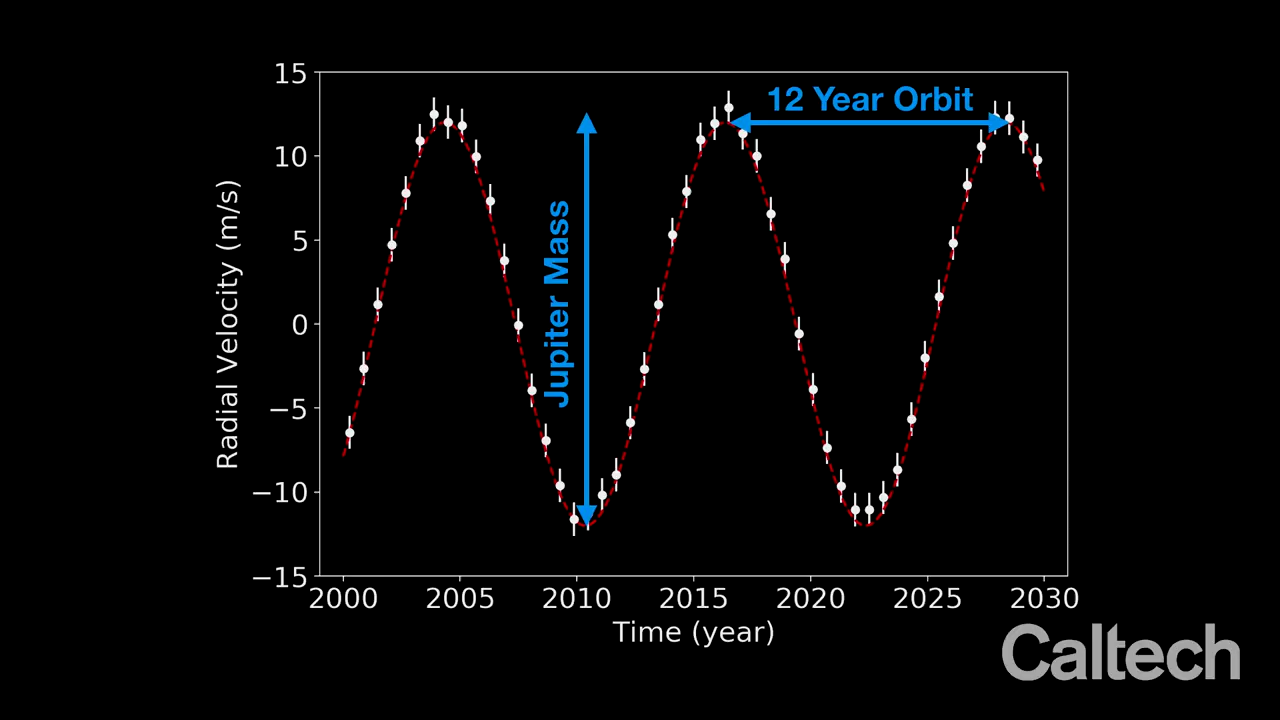 15
10
5
0
−5
−10
−15
Radial Velocity (m/s)
Jupiter Mass
12 Year Orbit
2000 2005 2010 2015 2020 2025 2030
Time (year)
Caltech